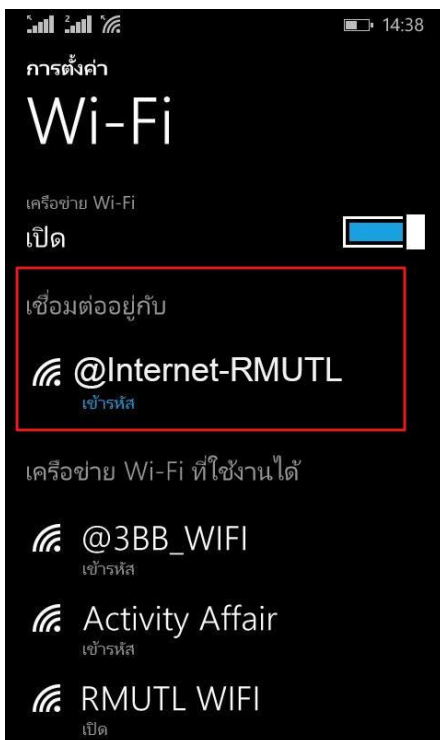 14:38
การตั้งค่า
Wi-Fi
เครือข่าย Wi-Fi
เปิด
เชื่อมต่ออยู่กับ
@Internet-RMUTL
เข้ารหัส
เครือข่าย Wi-Fi ที่ใช้งานได้
@3BB_WIFI
เข้ารหัส
Activity Affair
เข้ารหัส
RMUTL WIFI
เปิด